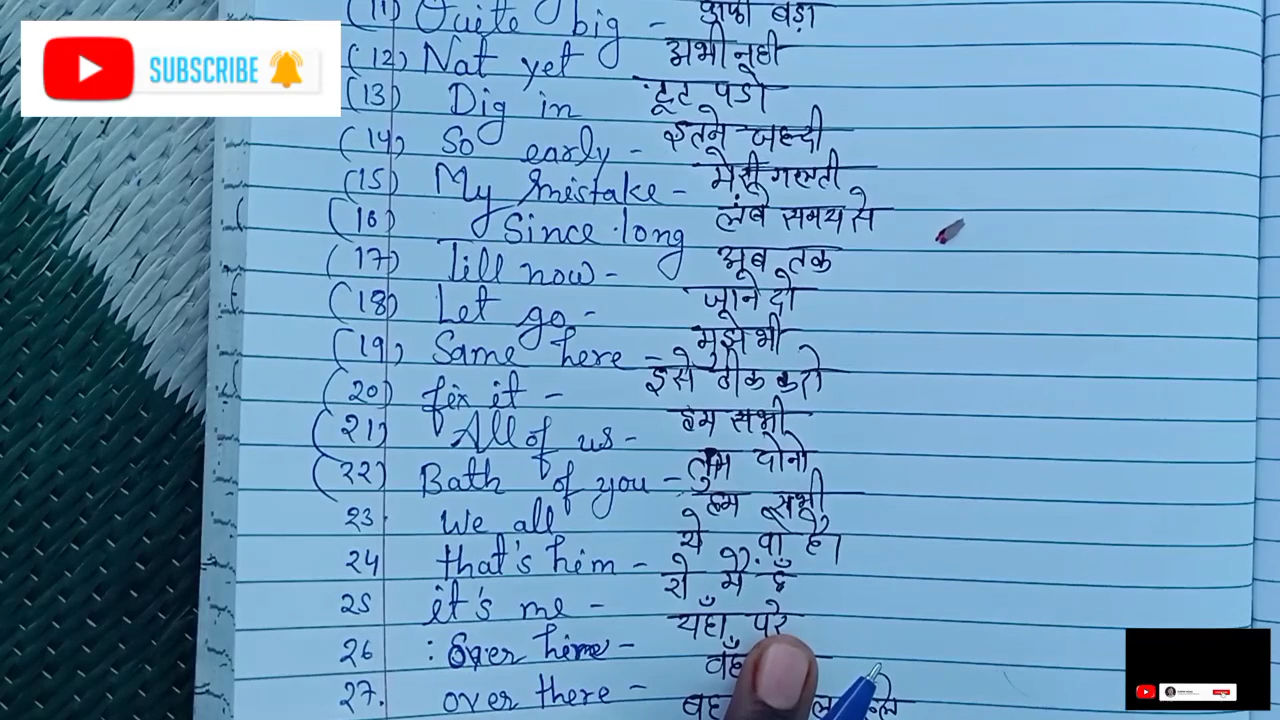 SUBSCRIBE
(11) Quite big - काफी बड़ा
(12) Nat yet अभी नही
(13) Dig in टूट पडो
(14) So early - इतने जल्दी
(15) My mistake - मेरी गलती
(16) Since long लंबे समय से
(17) Till now - अब तक
(18) Let go - जाने दो
(19) Same here - मुझे भी
(20) fix it - इसे ठीक करो
(21) All of us - हम सभी
(22) Bath of you - तुम दोनो
23. We all हम सभी
24 that's him - ये वो है।
25 it's me - ये मैं हूँ
26 : Over - यहाँ पर
27. over there -